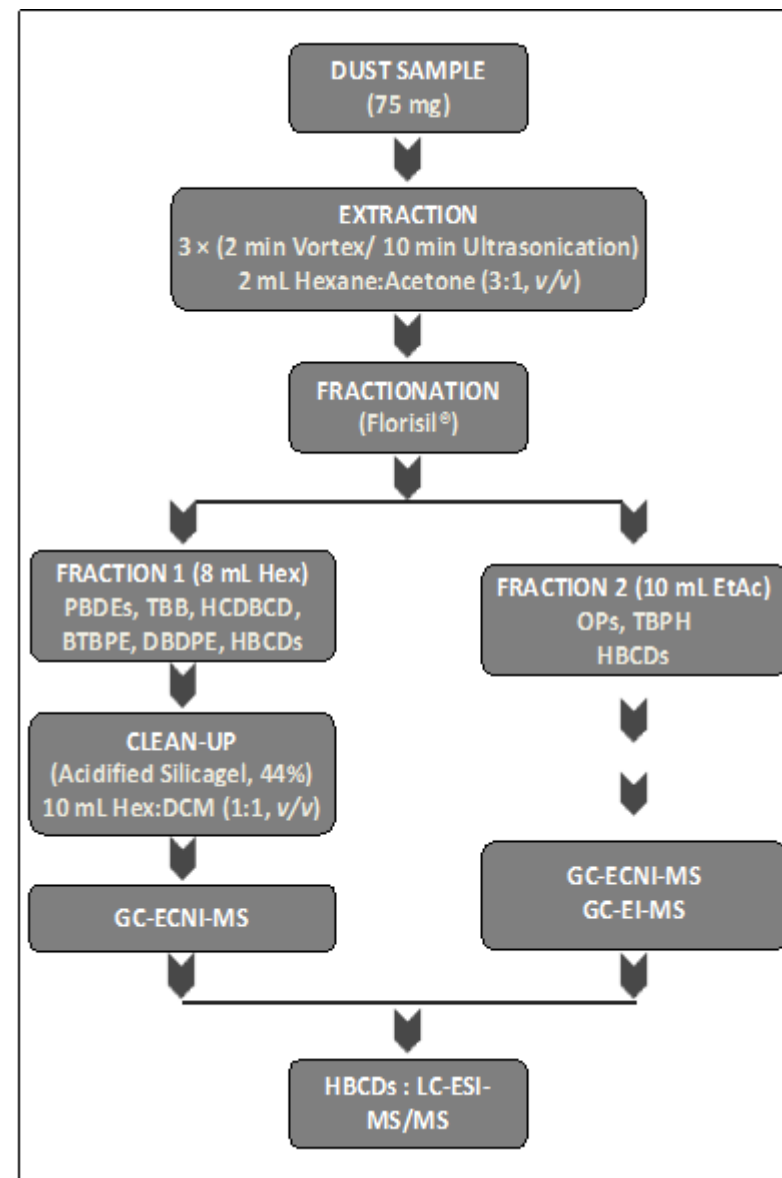 DUST SAMPLE
(75 mg)
EXTRACTION
3 × (2 min Vortex/ 10 min Ultrasonication)
2 mL Hexane:Acetone (3:1, v/v)
FRACTIONATION
(Florisil®)
FRACTION 1 (8 mL Hex)
PBDEs, TBB, HCDBCD,
BTBPE, DBDPE, HBCDs
FRACTION 2 (10 mL EtAc)
OPs, TBPH
HBCDs
CLEAN-UP
(Acidified Silicagel, 44%)
10 mL Hex:DCM (1:1, v/v)
GC-ECNI-MS
GC-ECNI-MS
GC-EI-MS
HBCDs : LC-ESI-
MS/MS